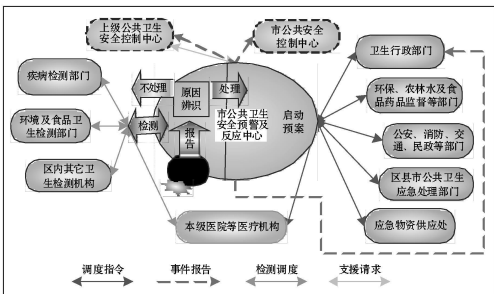 上级公共卫生
安全控制中心
市公共安全
控制中心
卫生行政部门
疾病检测部门
不处理
原因
辨识
处理
环保、农林水及食
品药品监督等部门
环境及食品卫
生检测部门
检测
报
告
市公共卫生
安全预警及
反应中心
启动
预案
公安、消防、交
通、民政等部门
区内其它卫
生检测机构
区县市公共卫生
应急处理部门
本级医院等医疗机构
应急物资供应处
调度指令
事件报告
检测调度
支援请求